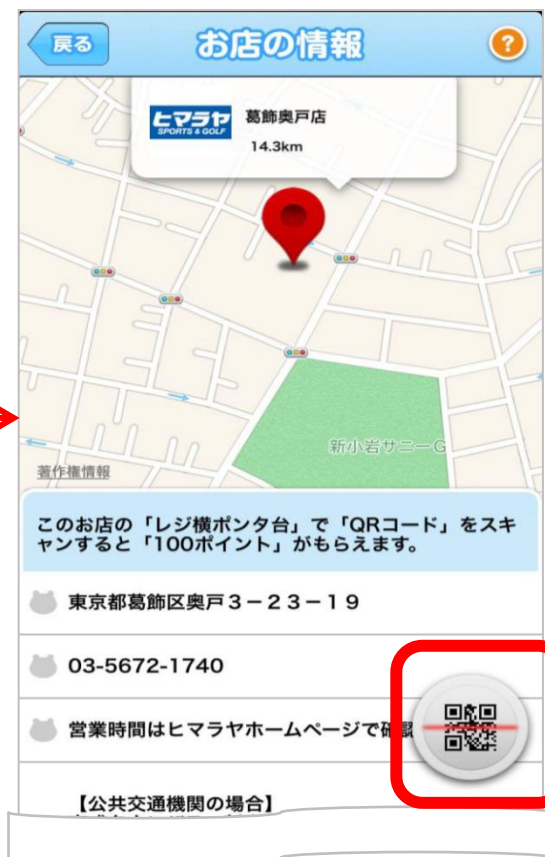 戻る
お店の情報
?
ヒマラヤ
SPORTS & GOLF
葛飾奥戸店
14.3km
新小岩サニーG
著作権情報
このお店の「レジ横ポンタ台」で「QRコード」をスキ
ャンすると「100ポイント」がもらえます。
東京都葛飾区奥戸3-23-19
03-5672-1740
営業時間はヒマラヤホームページで確認
【公共交通機関の場合】